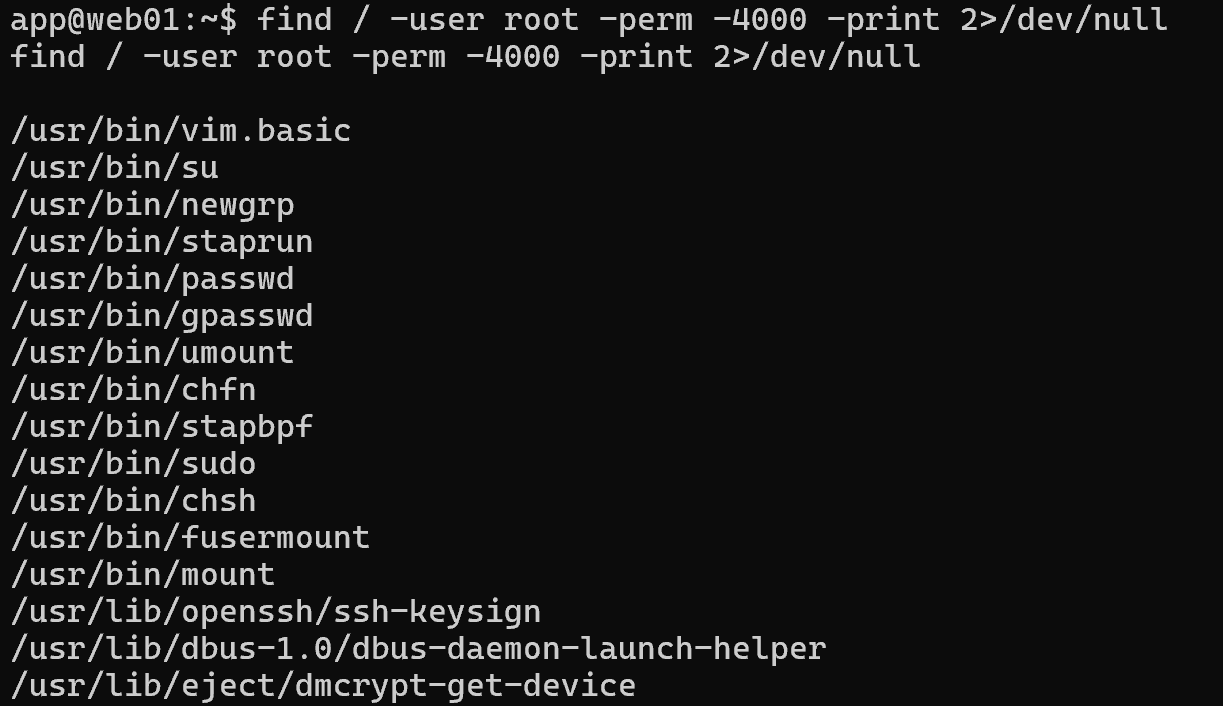 app@web01:~$ find / -user root -perm -4000 -print 2>/dev/null
find / -user root -perm -4000 -print 2>/dev/null
/usr/bin/vim.basic
/usr/bin/su
/usr/bin/newgrp
/usr/bin/staprun
/usr/bin/passwd
/usr/bin/gpasswd
/usr/bin/umount
/usr/bin/chfn
/usr/bin/stapbpf
/usr/bin/sudo
/usr/bin/chsh
/usr/bin/fusermount
/usr/bin/mount
/usr/lib/openssh/ssh-keysign
/usr/lib/dbus-1.0/dbus-daemon-launch-helper
/usr/lib/eject/dmcrypt-get-device